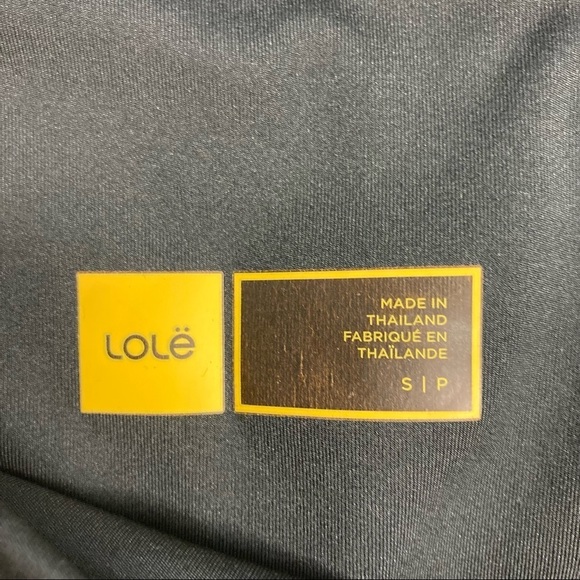 LOLË
MADE IN
THAILAND
FABRIQUÉ EN
THAÏLANDE
S | P